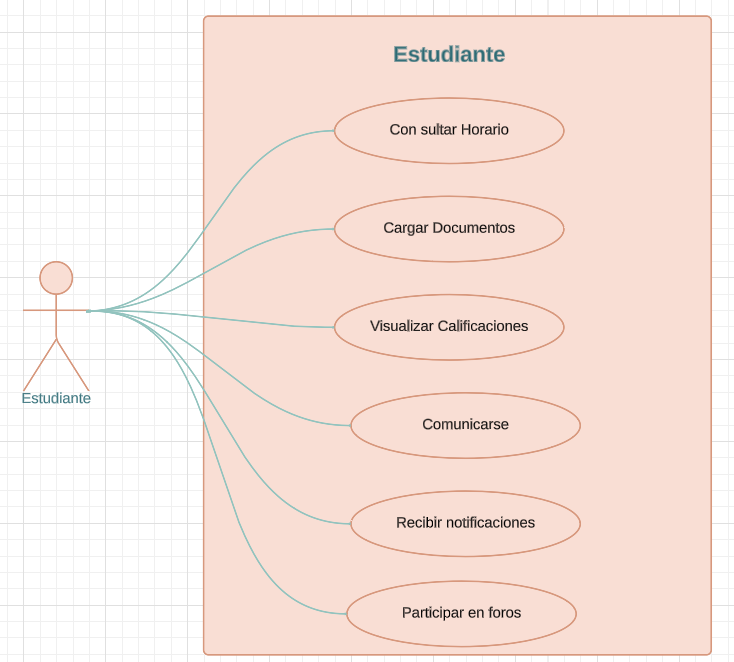 Estudiante
Con sultar Horario
Cargar Documentos
Visualizar Calificaciones
Estudiante
Comunicarse
Recibir notificaciones
Participar en foros